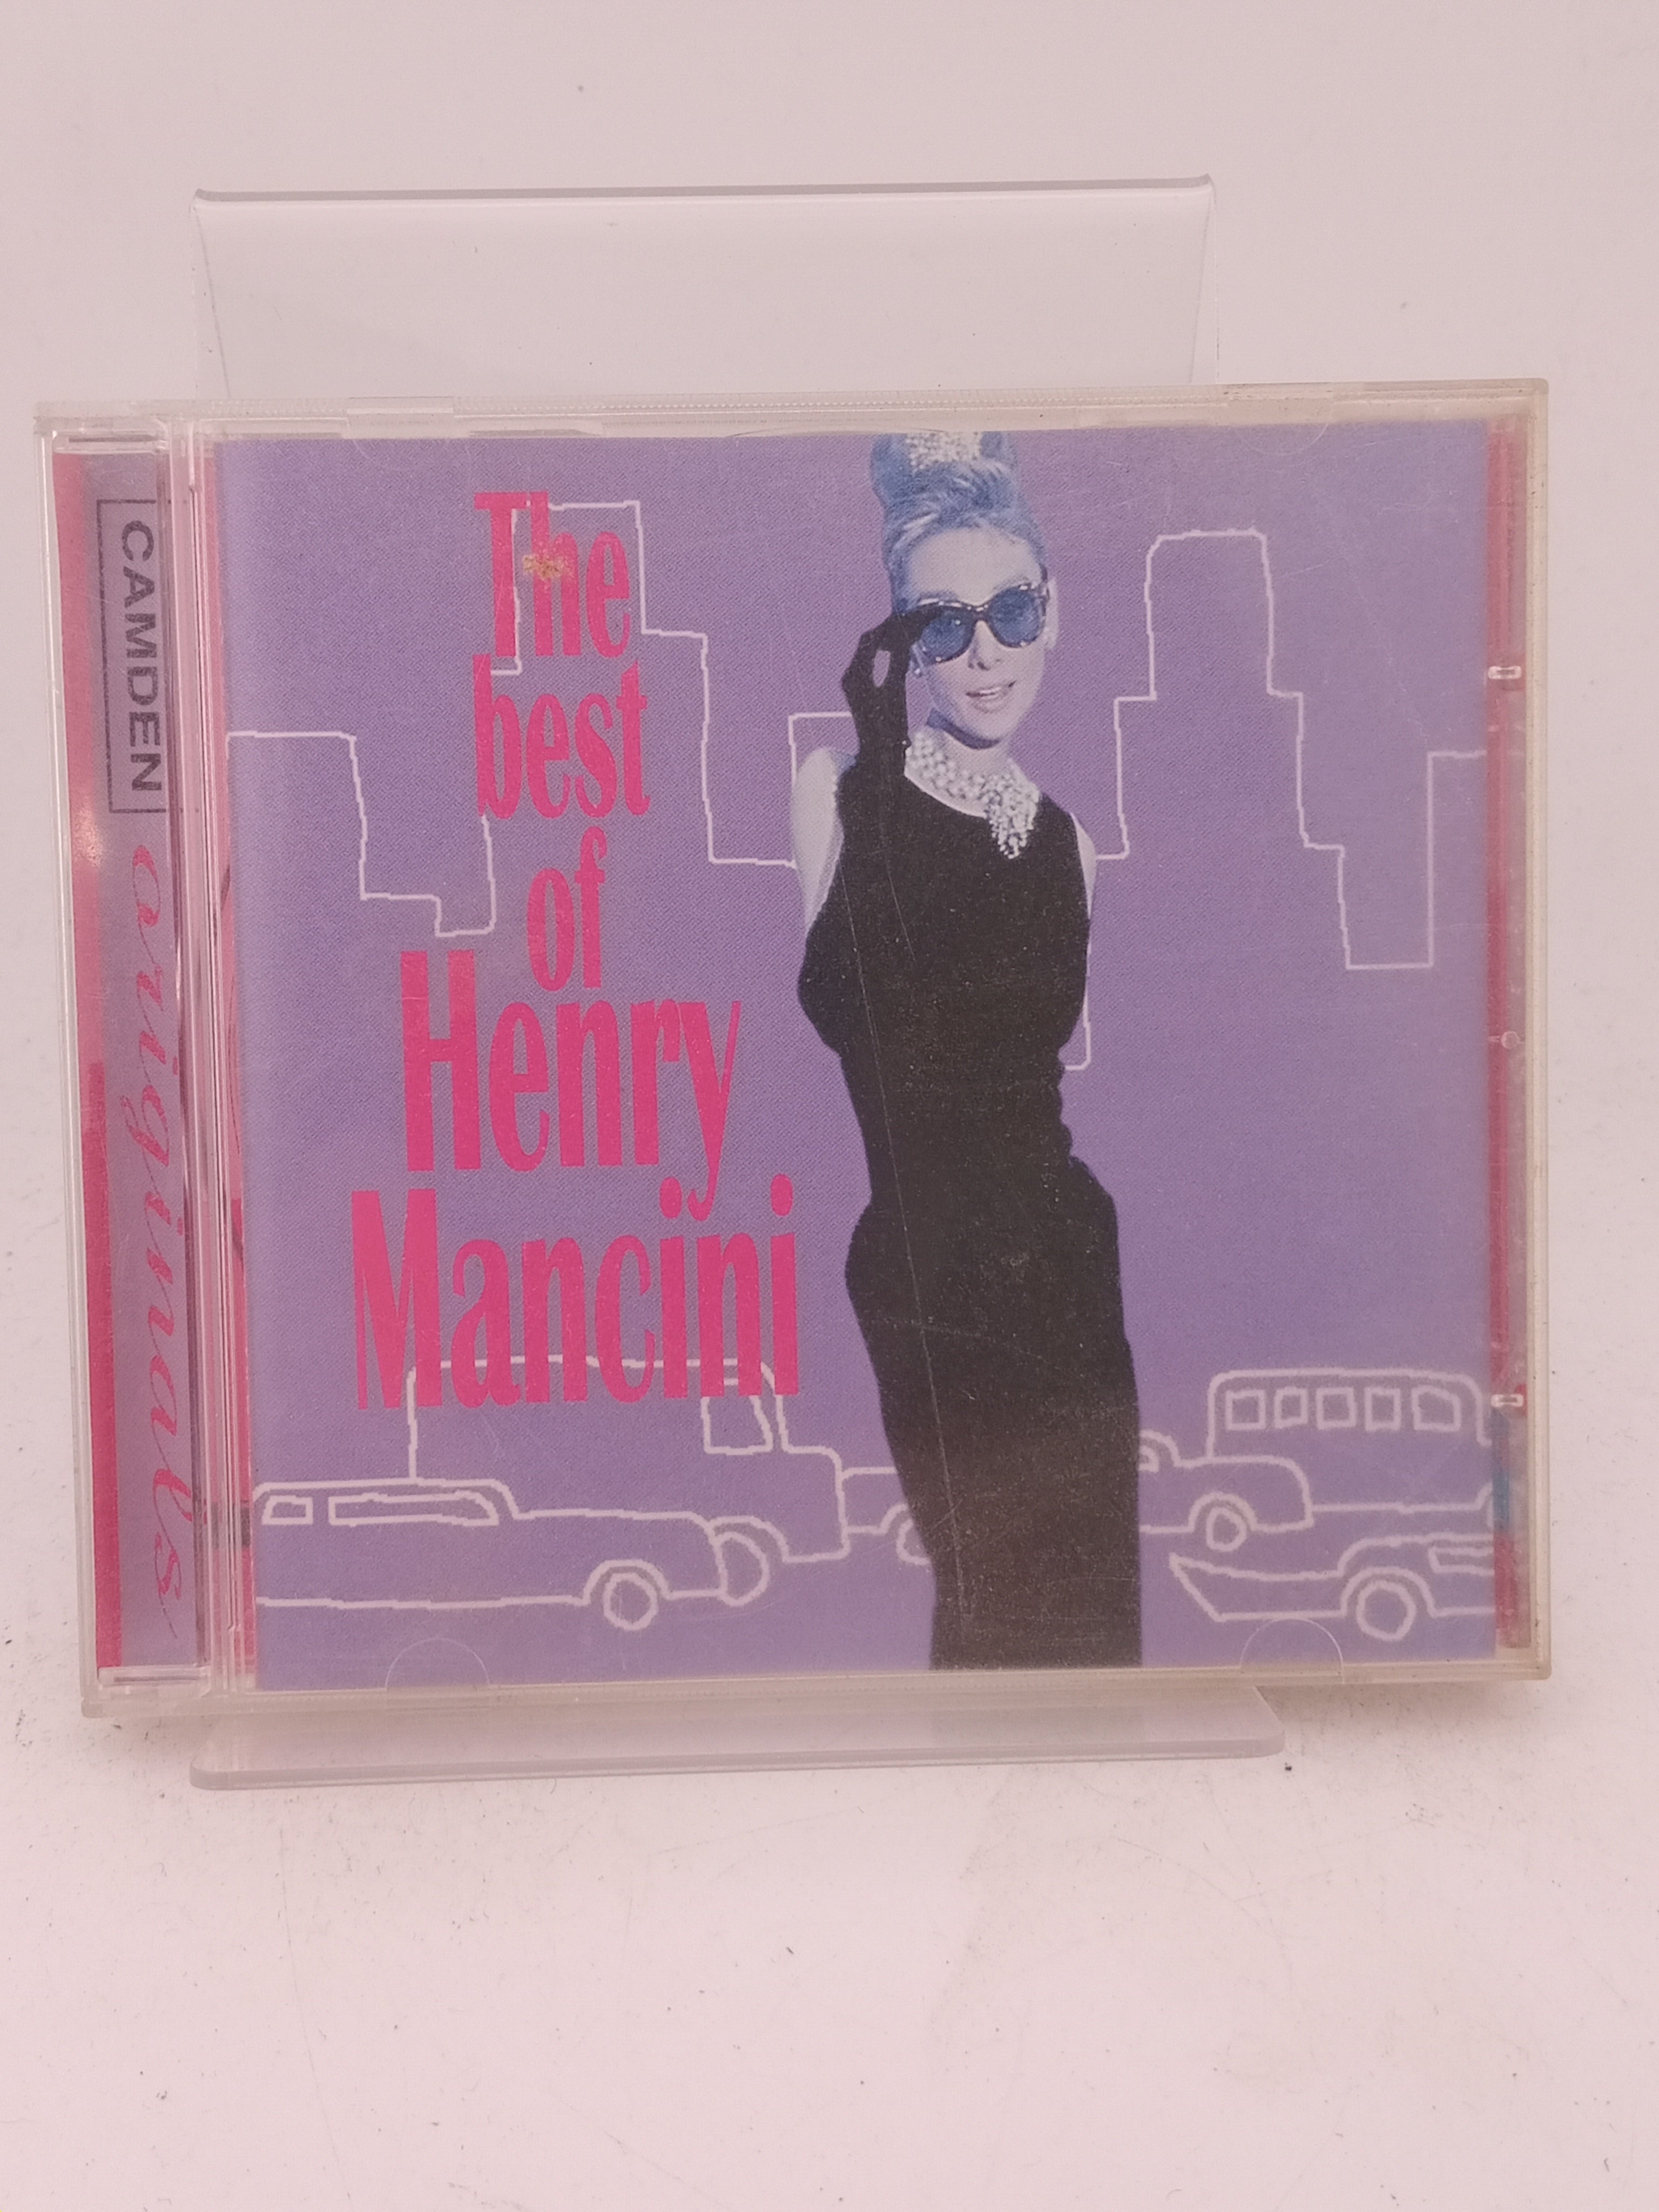 CAMDEN originals
The
best
of
Henry
Mancini